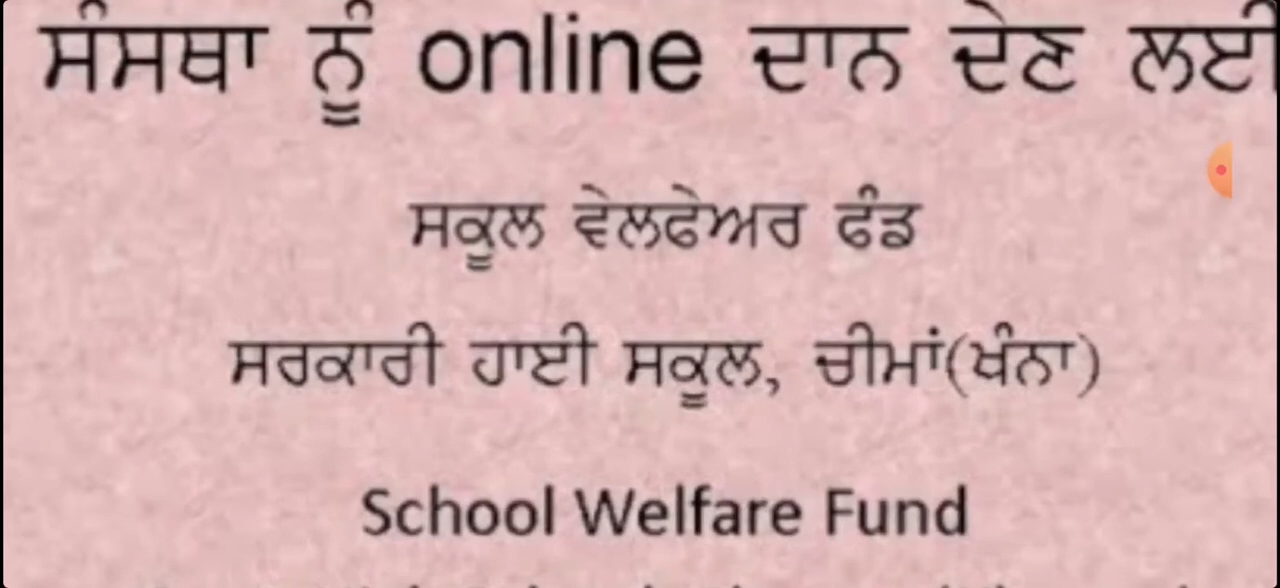 ਸੰਸਥਾ ਨੂੰ online ਦਾਨ ਦੇਣ ਲਈ
ਸਕੂਲ ਵੇਲਫੇਅਰ ਫੰਡ
ਸਰਕਾਰੀ ਹਾਈ ਸਕੂਲ, ਚੀਮਾਂ(ਖੰਨਾ)
School Welfare Fund